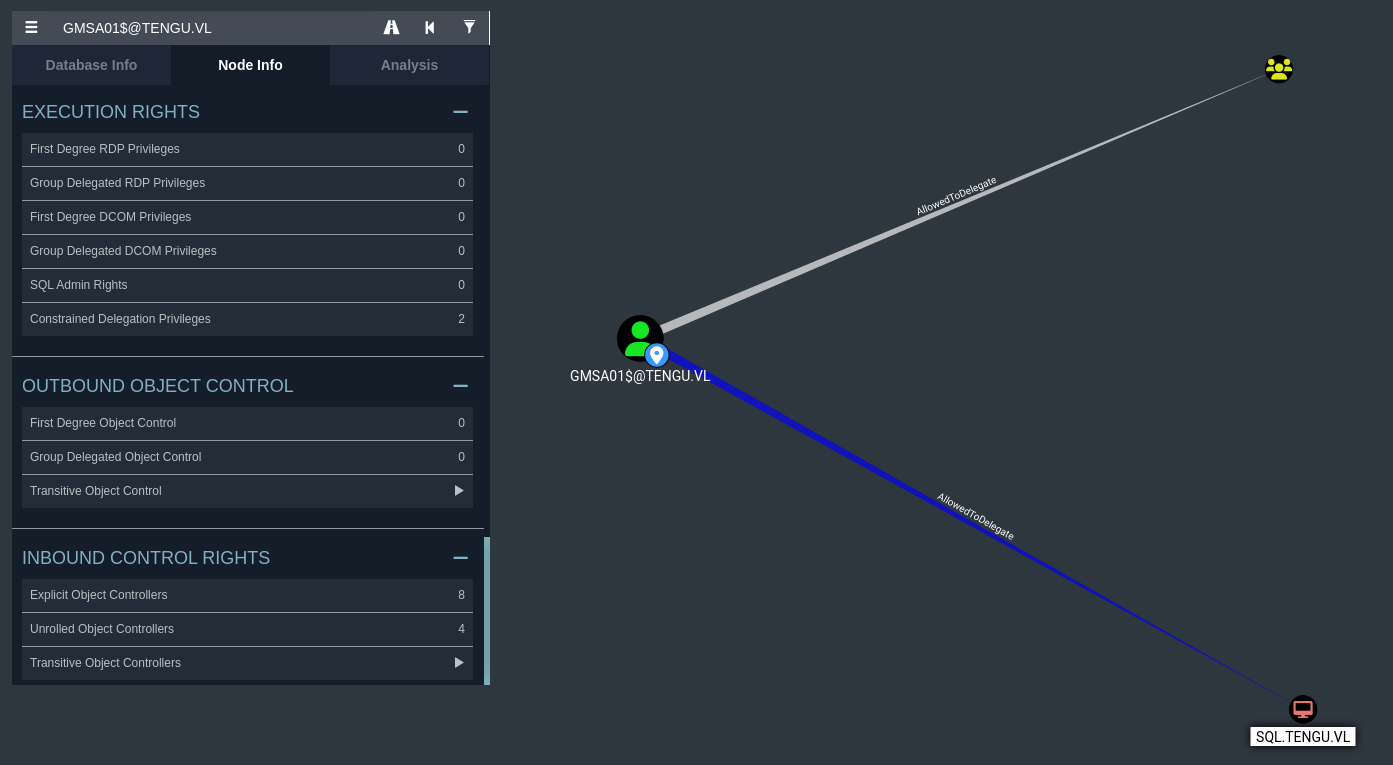 GMSA01$@TENGU.VL
Database Info Node Info Analysis
EXECUTION RIGHTS
First Degree RDP Privileges 0
Group Delegated RDP Privileges 0
First Degree DCOM Privileges 0
Group Delegated DCOM Privileges 0
SQL Admin Rights 0
Constrained Delegation Privileges 2
OUTBOUND OBJECT CONTROL
First Degree Object Control 0
Group Delegated Object Control 0
Transitive Object Control
INBOUND CONTROL RIGHTS
Explicit Object Controllers 8
Unrolled Object Controllers 4
Transitive Object Controllers
AllowedToDelegate
GMSA01$@TENGU.VL
AllowedToDelegate
SQL.TENGU.VL